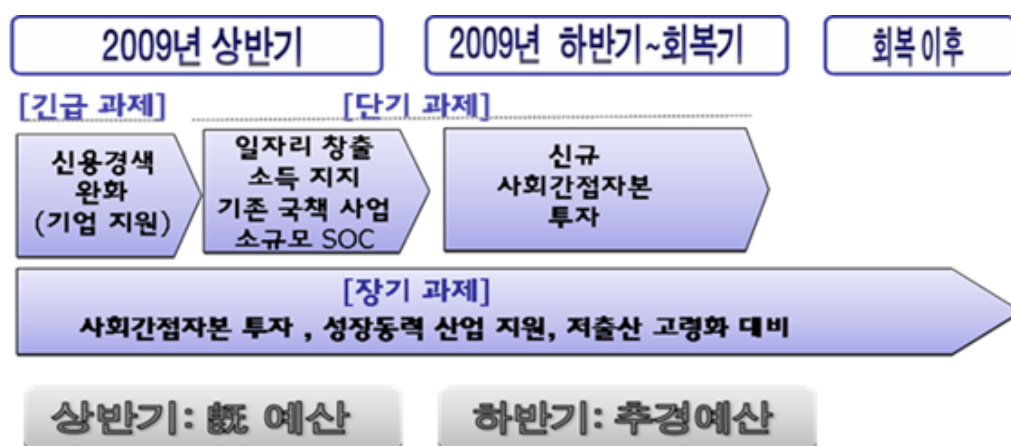 2009년 상반기
2009년 하반기~회복기
회복 이후
[긴급 과제]
[단기 과제]
신용경색
완화
(기업 지원)
일자리 창출
소득 지지
기존 국책 사업
소규모 SOC
신규
사회간접자본
투자
[장기 과제]
사회간접자본 투자 , 성장동력 산업 지원, 저출산 고령화 대비
상반기: 旣 예산
하반기: 추경예산